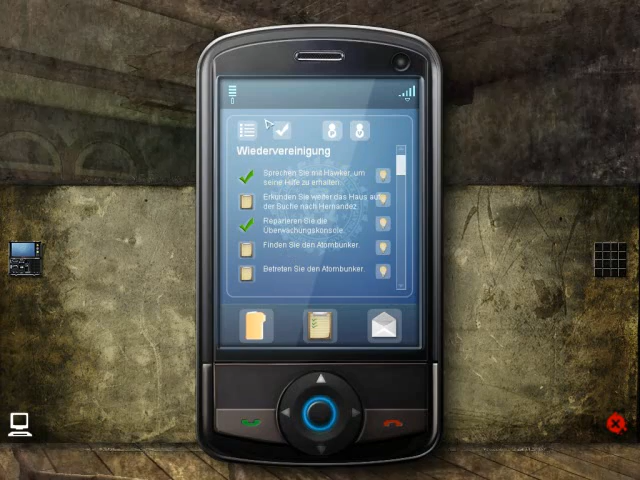 Wiedervereinigung
Sprechen Sie mit Hawker, um
seine Hilfe zu erhalten.
Erkunden Sie weiter das Haus auf
der Suche nach Hernandez.
Reparieren Sie die
Überwachungskonsole.
Finden Sie den Atombunker.
Betreten Sie den Atombunker.